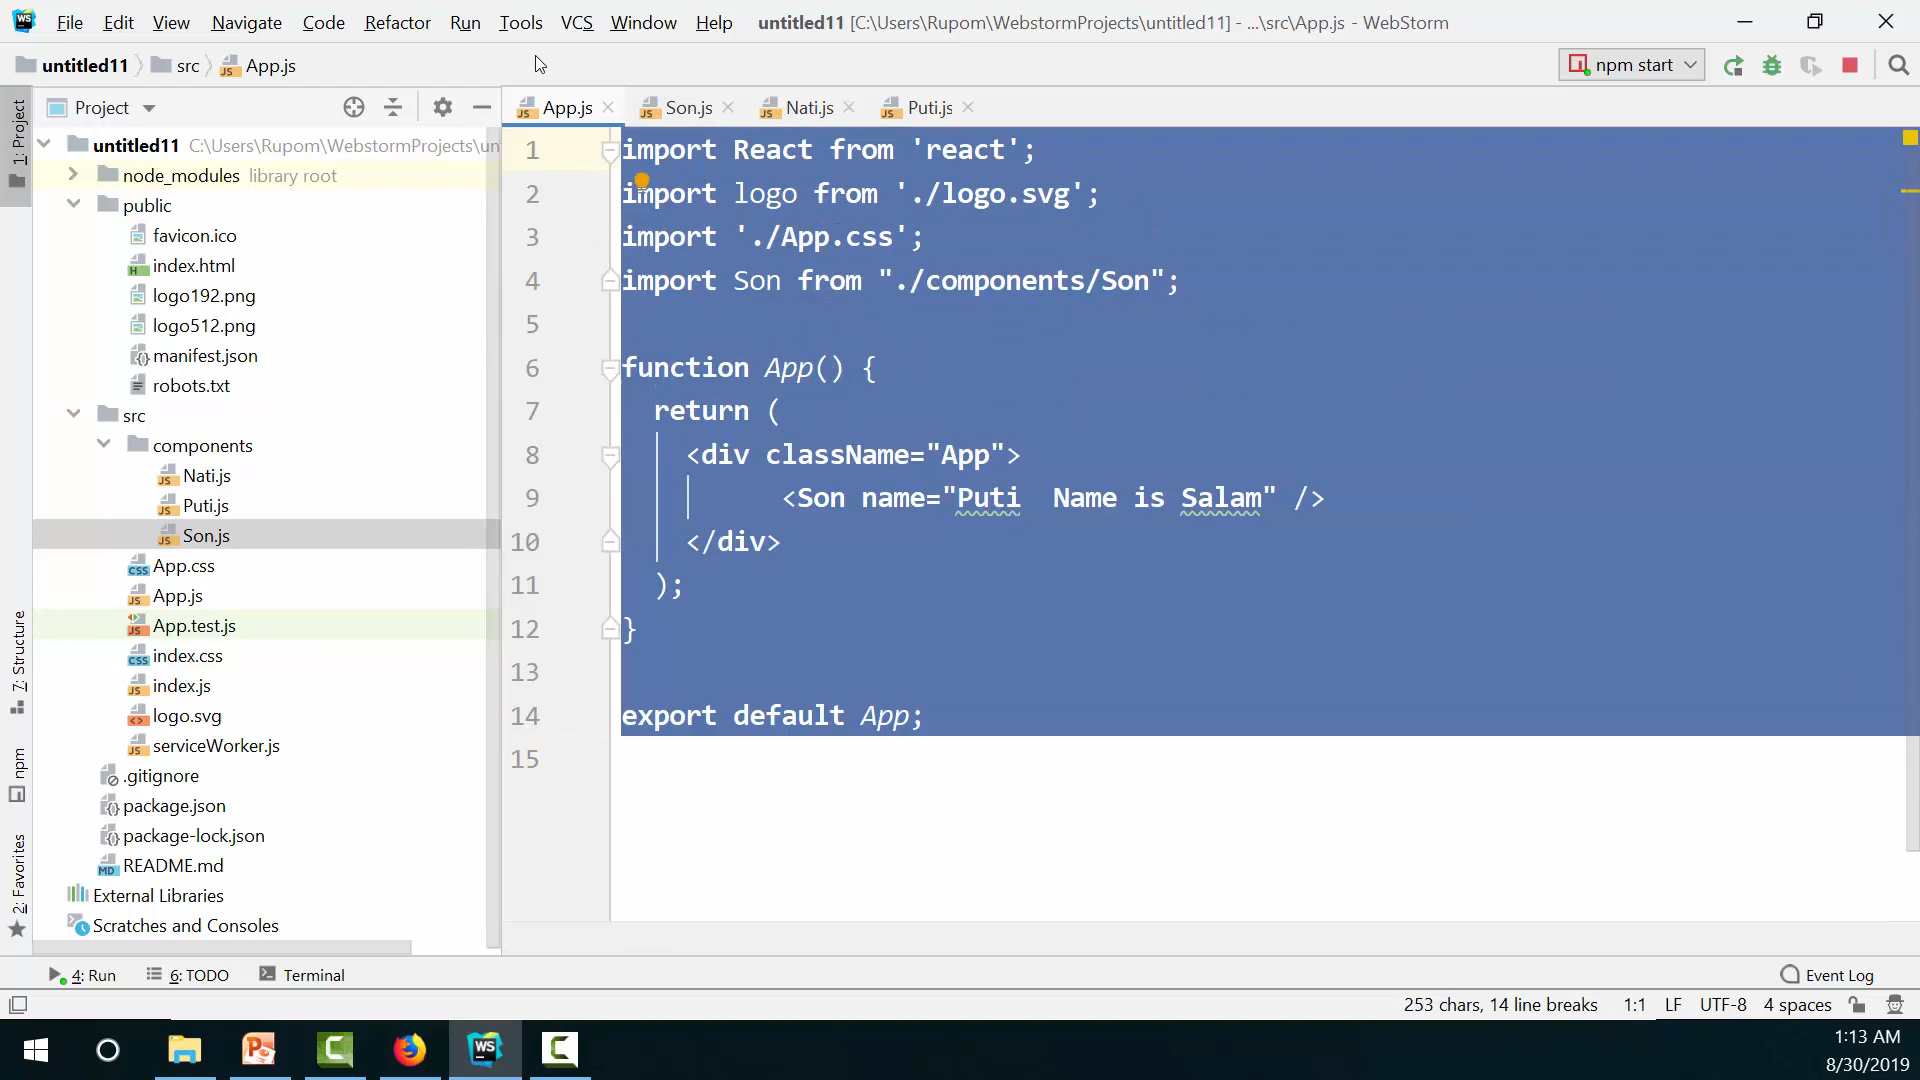 File Edit View Navigate Code Refactor Run Tools VCS Window Help untitled11 [C:\Users\Rupom\WebstormProjects\untitled11] - ...\src\App.js - WebStorm
untitled11 src App.js npm start
1: Project
Project
App.js Son.js Nati.js Puti.js
untitled11 C:\Users\Rupom\WebstormProjects\un
node_modules library root
public
favicon.ico
index.html
logo192.png
logo512.png
manifest.json
robots.txt
src
components
Nati.js
Puti.js
Son.js
App.css
App.js
App.test.js
index.css
index.js
logo.svg
serviceWorker.js
.gitignore
package.json
package-lock.json
README.md
External Libraries
Scratches and Consoles
7: Structure
npm
2: Favorites
1 import React from 'react';
2 import logo from './logo.svg';
3 import './App.css';
4 import Son from "./components/Son";
5
6 function App() {
7 return (
8 <div className="App">
9 <Son name="Puti  Name is Salam" />
10 </div>
11 );
12 }
13
14 export default App;
15
4: Run 6: TODO Terminal Event Log
253 chars, 14 line breaks 1:1 LF UTF-8 4 spaces
1:13 AM
8/30/2019